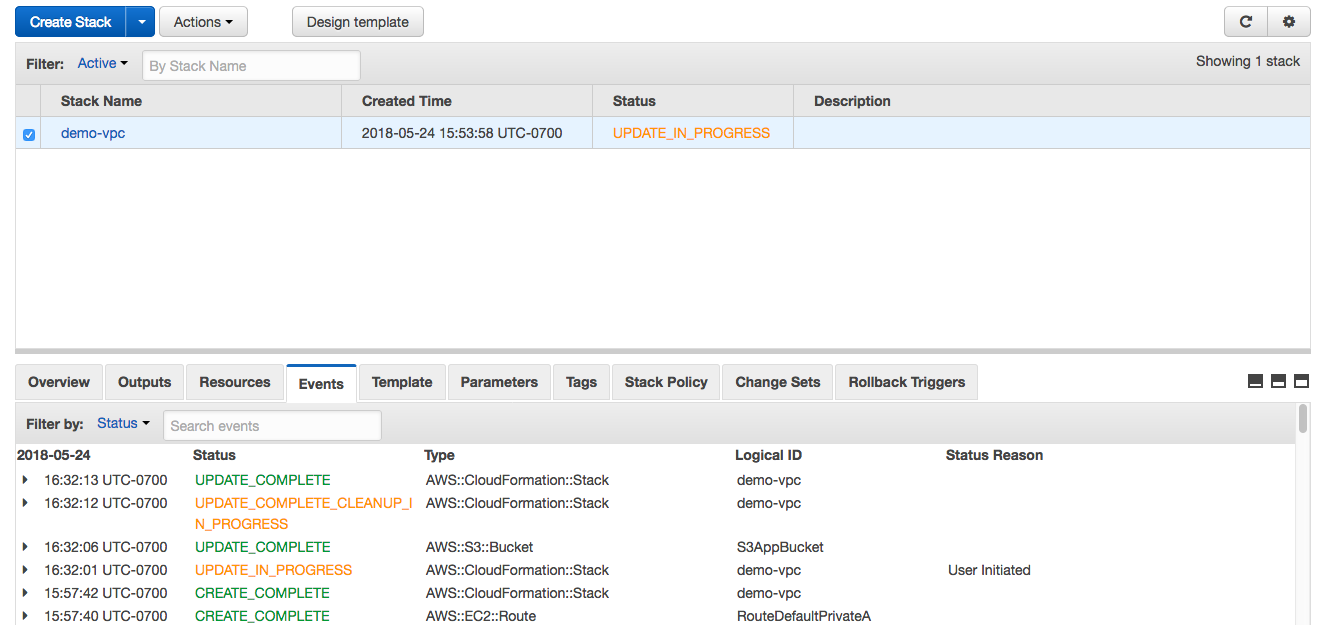 Create Stack Actions Design template
Filter: Active By Stack Name Showing 1 stack
Stack Name Created Time Status Description
demo-vpc 2018-05-24 15:53:58 UTC-0700 UPDATE_IN_PROGRESS
Overview Outputs Resources Events Template Parameters Tags Stack Policy Change Sets Rollback Triggers
Filter by: Status Search events
2018-05-24 Status Type Logical ID Status Reason
16:32:13 UTC-0700 UPDATE_COMPLETE AWS::CloudFormation::Stack demo-vpc
16:32:12 UTC-0700 UPDATE_COMPLETE_CLEANUP_I AWS::CloudFormation::Stack demo-vpc
N_PROGRESS
16:32:06 UTC-0700 UPDATE_COMPLETE AWS::S3::Bucket S3AppBucket
16:32:01 UTC-0700 UPDATE_IN_PROGRESS AWS::CloudFormation::Stack demo-vpc User Initiated
15:57:42 UTC-0700 CREATE_COMPLETE AWS::CloudFormation::Stack demo-vpc
15:57:40 UTC-0700 CREATE_COMPLETE AWS::EC2::Route RouteDefaultPrivateA